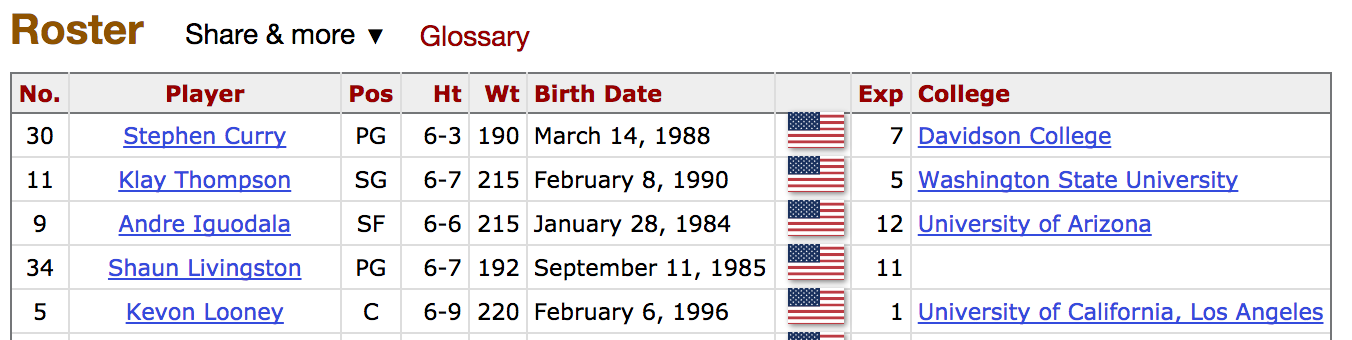 Roster Share & more ▼ Glossary
No. Player Pos Ht Wt Birth Date Exp College
30 Stephen Curry PG 6-3 190 March 14, 1988 7 Davidson College
11 Klay Thompson SG 6-7 215 February 8, 1990 5 Washington State University
9 Andre Iguodala SF 6-6 215 January 28, 1984 12 University of Arizona
34 Shaun Livingston PG 6-7 192 September 11, 1985 11
5 Kevon Looney C 6-9 220 February 6, 1996 1 University of California, Los Angeles